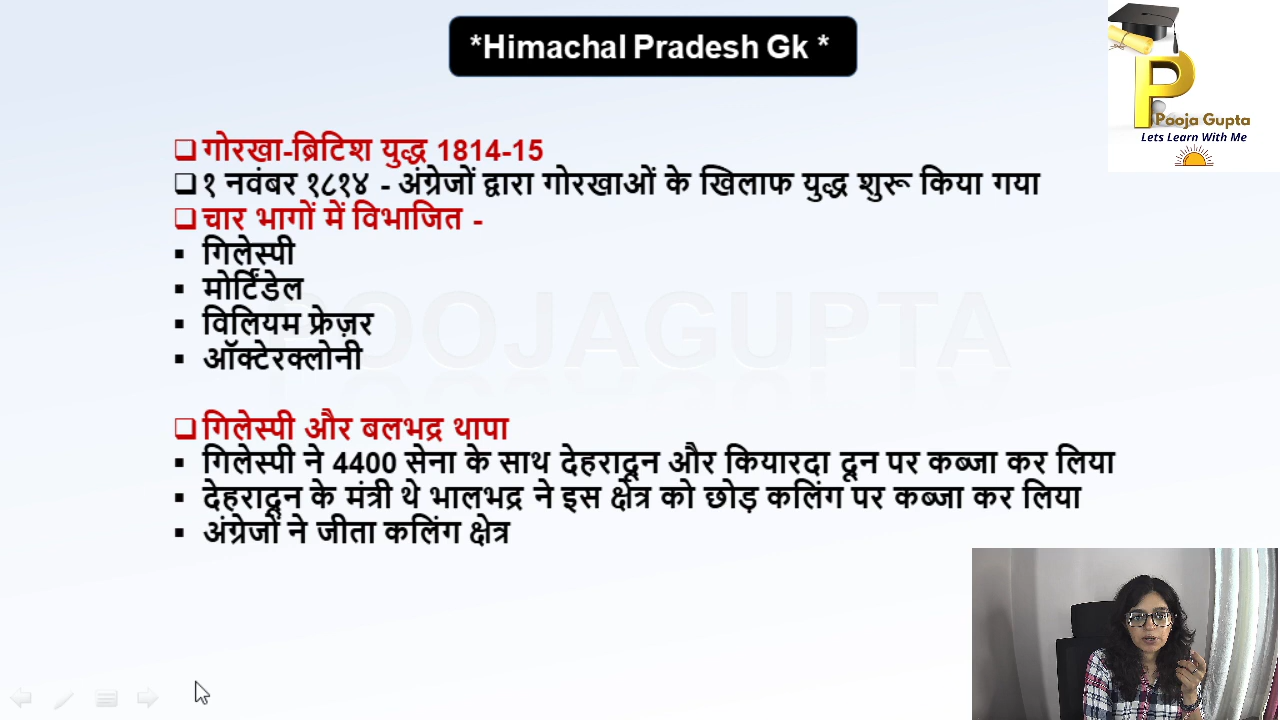 *Himachal Pradesh Gk *
P
Pooja Gupta
Lets Learn With Me
गोरखा-ब्रिटिश युद्ध 1814-15
१ नवंबर १८१४ - अंग्रेजों द्वारा गोरखाओं के खिलाफ युद्ध शुरू किया गया
चार भागों में विभाजित -
गिलेस्पी
मोर्टिंडेल
विलियम फ्रेज़र
ऑक्टेरक्लोनी
POOJAGUPTA
गिलेस्पी और बलभद्र थापा
गिलेस्पी ने 4400 सेना के साथ देहरादून और कियारदा दून पर कब्जा कर लिया
देहरादून के मंत्री थे भालभद्र ने इस क्षेत्र को छोड़ कलिंग पर कब्जा कर लिया
अंग्रेजों ने जीता कलिंग क्षेत्र